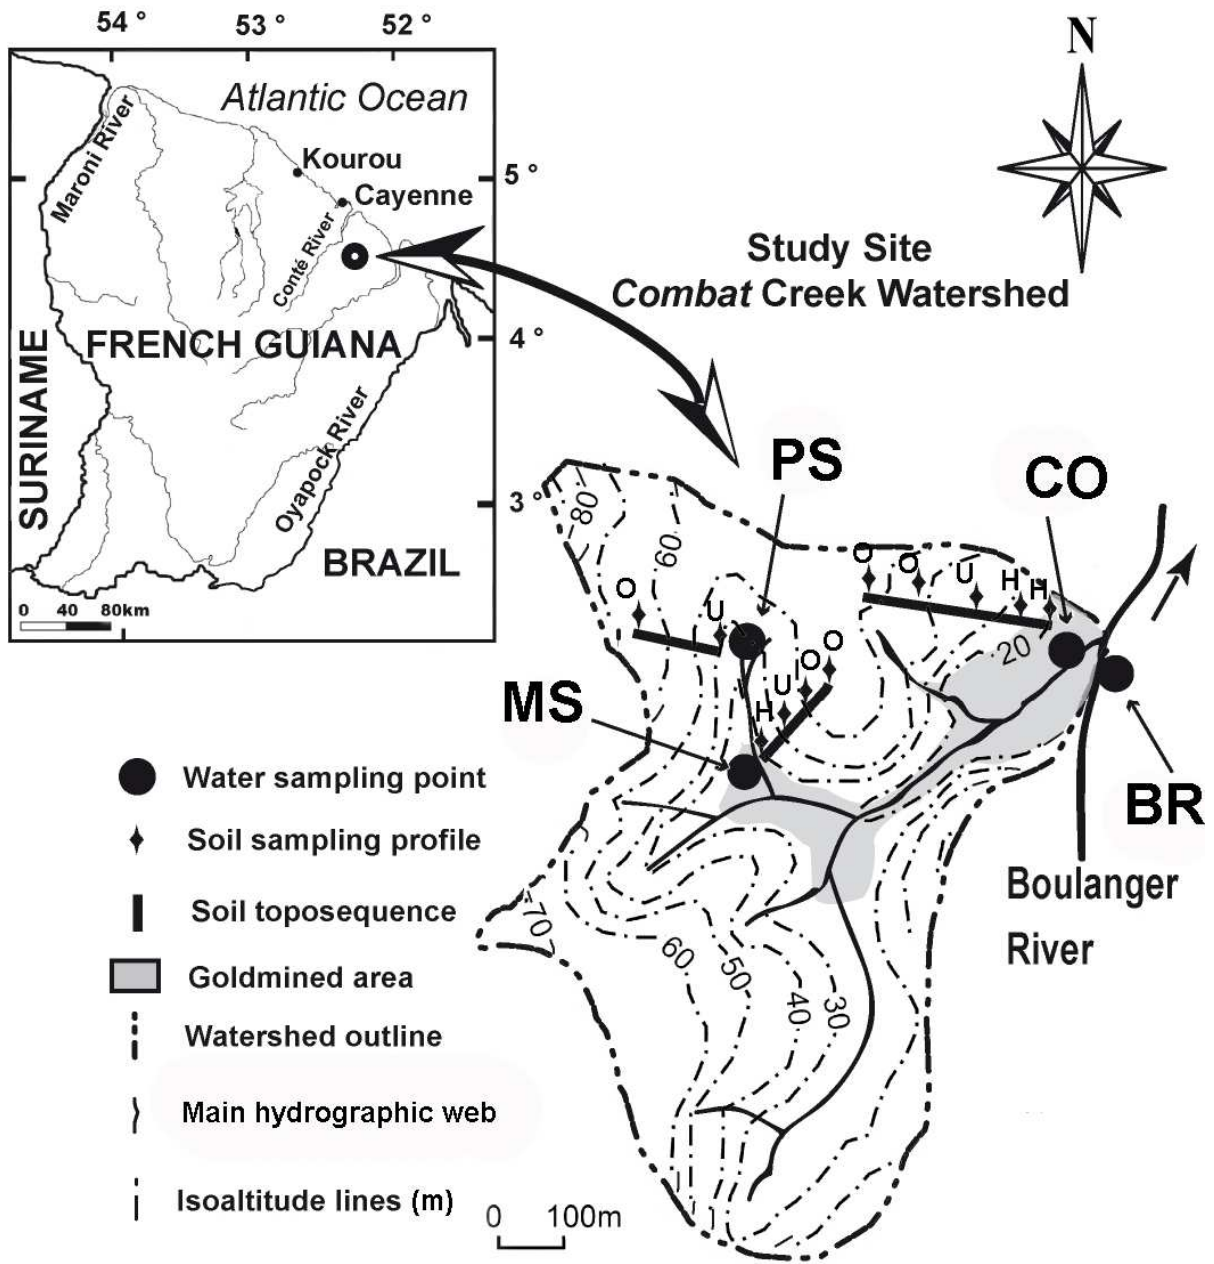 54 °
53 °
52 °
N
Atlantic Ocean
Maroni River
Kourou
5 °
Cayenne
Conté River
Study Site
Combat Creek Watershed
FRENCH GUIANA
4 °
SURINAME
Oyapock River
3 °
BRAZIL
0 40 80km
PS
CO
80
60
O
O
U
H
H
O
U
20
O
O
U
H
MS
BR
Boulanger
River
70
60
50
40
30
Water sampling point
Soil sampling profile
Soil toposequence
Goldmined area
Watershed outline
Main hydrographic web
Isoaltitude lines (m)
0 100m